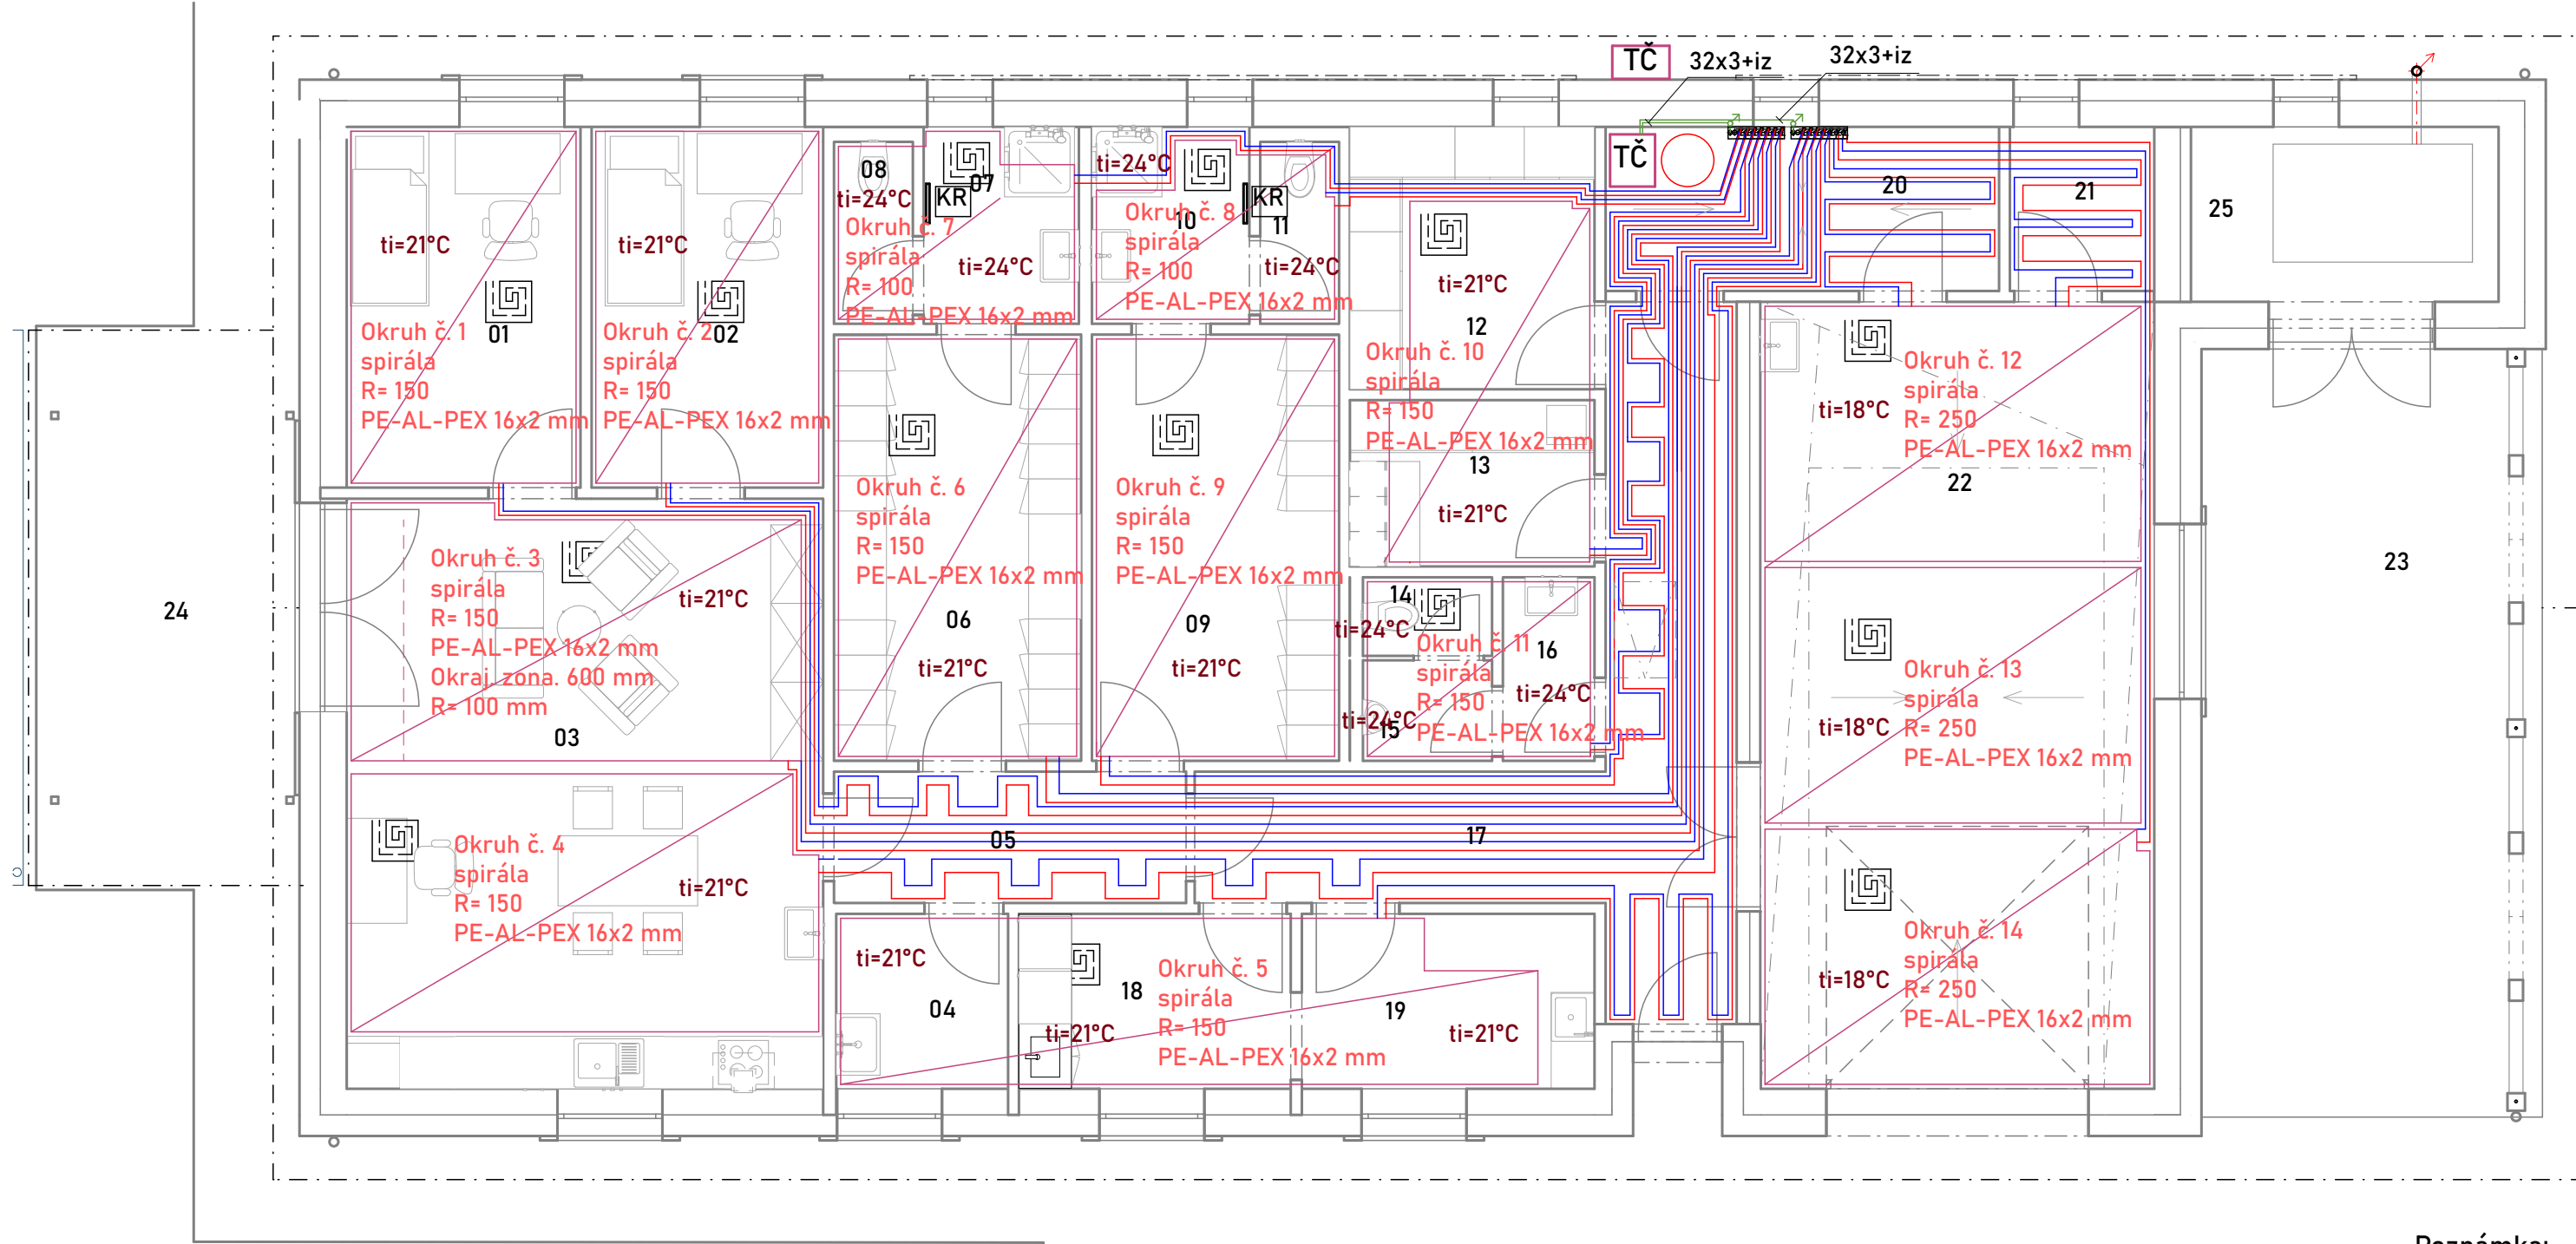 TČ
32x3+iz
32x3+iz
TČ
08
ti=24°C
07
KR
Okruh č. 7
spirála
R= 100
PE-AL-PEX 16x2 mm
ti=24°C
ti=24°C
Okruh č. 8
10
spirála
R= 100
PE-AL-PEX 16x2 mm
KR
11
ti=24°C
20
21
25
ti=21°C
01
Okruh č. 1
spirála
R= 150
PE-AL-PEX 16x2 mm
ti=21°C
02
Okruh č. 2
spirála
R= 150
PE-AL-PEX 16x2 mm
ti=21°C
12
Okruh č. 10
spirála
R= 150
PE-AL-PEX 16x2 mm
13
ti=21°C
Okruh č. 12
spirála
R= 250
PE-AL-PEX 16x2 mm
ti=18°C
22
Okruh č. 6
spirála
R= 150
PE-AL-PEX 16x2 mm
06
ti=21°C
Okruh č. 9
spirála
R= 150
PE-AL-PEX 16x2 mm
09
ti=21°C
24
Okruh č. 3
spirála
R= 150
PE-AL-PEX 16x2 mm
Okraj. zona. 600 mm
R= 100 mm
ti=21°C
03
14
ti=24°C
Okruh č. 11
spirála
R= 150
PE-AL-PEX 16x2 mm
16
ti=24°C
ti=24°C
15
23
Okruh č. 13
spirála
R= 250
PE-AL-PEX 16x2 mm
ti=18°C
05
17
Okruh č. 4
spirála
R= 150
PE-AL-PEX 16x2 mm
ti=21°C
ti=21°C
04
18
ti=21°C
Okruh č. 5
spirála
R= 150
PE-AL-PEX 16x2 mm
19
ti=21°C
Okruh č. 14
spirála
R= 250
PE-AL-PEX 16x2 mm
ti=18°C
Poznámka: